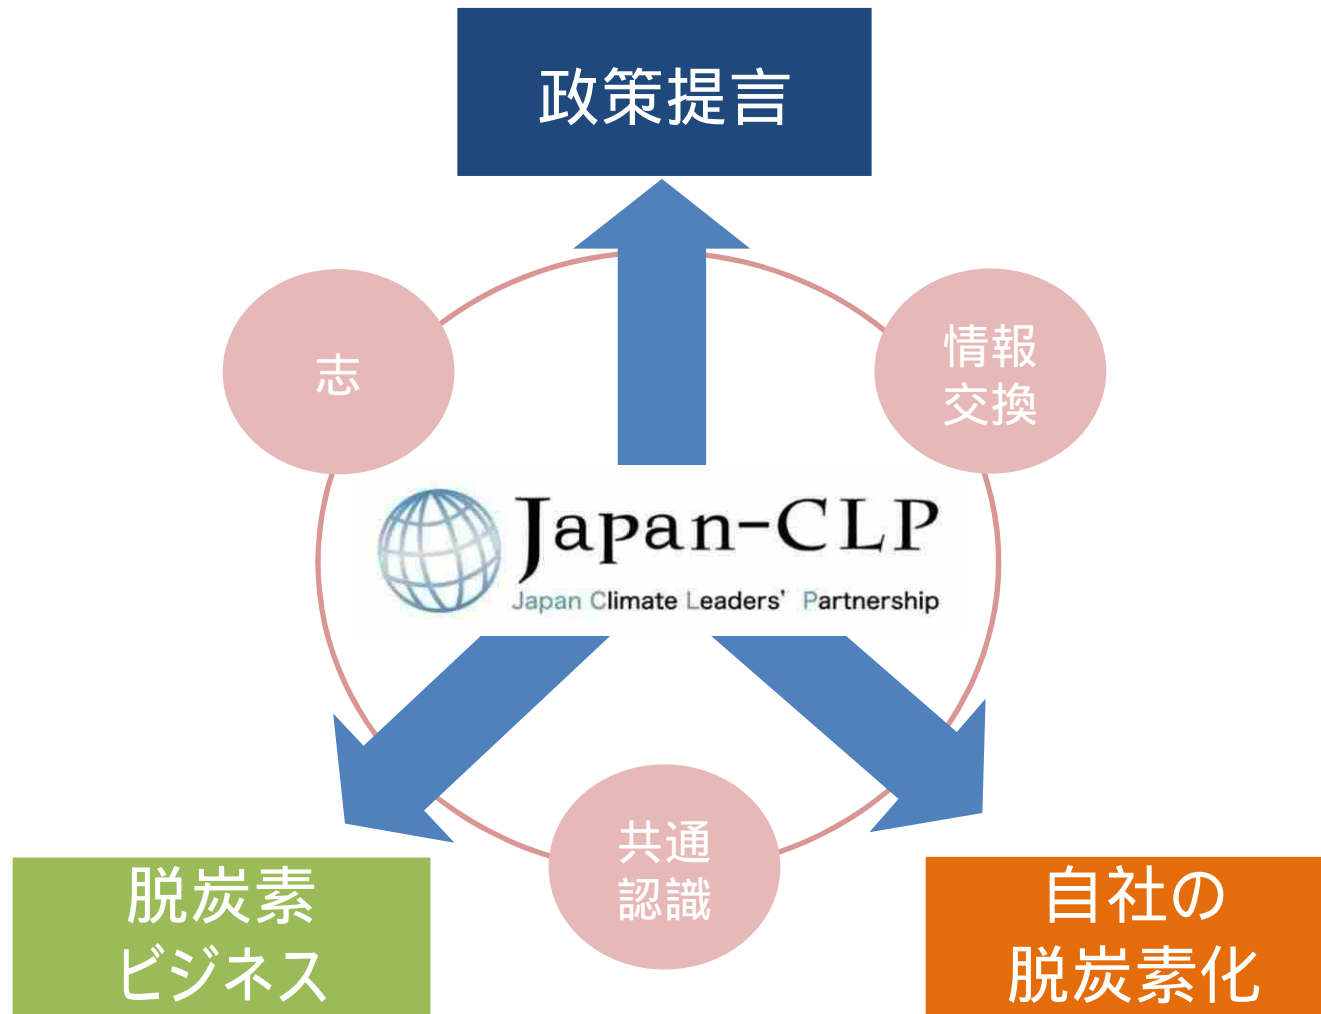 政策提言
志
情報
交換
Japan-CLP
Japan Climate Leaders' Partnership
共通
認識
脱炭素
ビジネス
自社の
脱炭素化